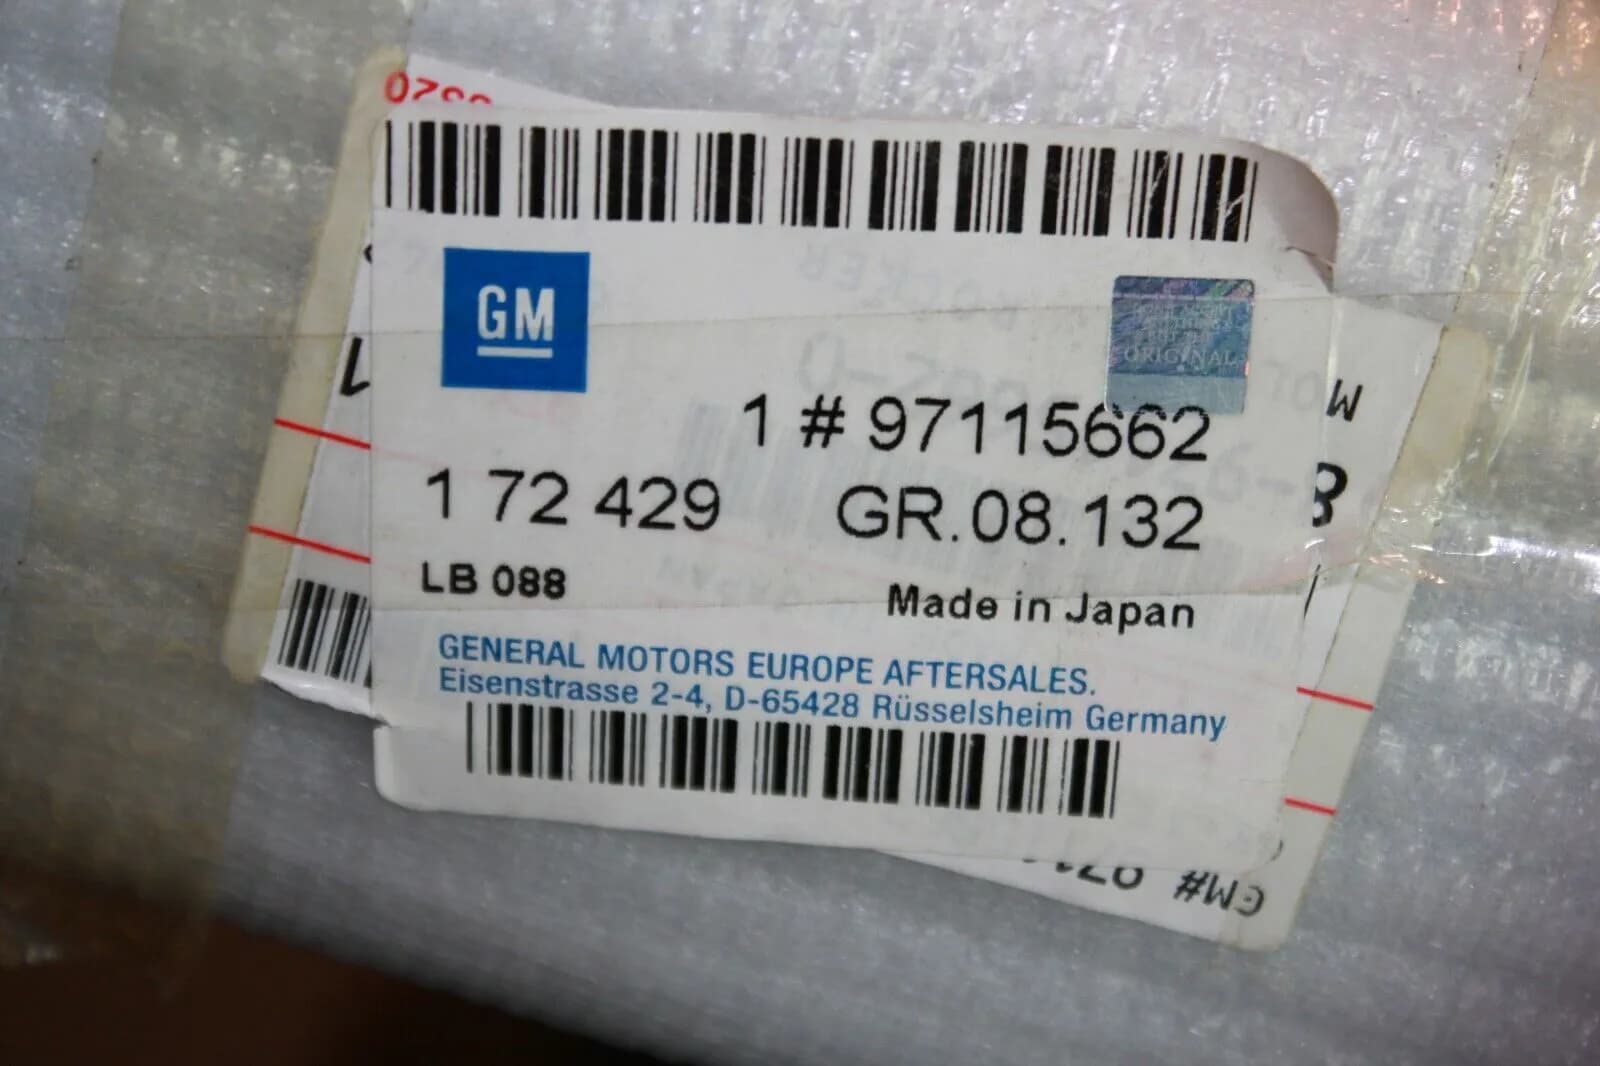 GM
ORIGINAL
1 # 97115662
1 72 429 GR.08.132
LB 088 Made in Japan
GENERAL MOTORS EUROPE AFTERSALES.
Eisenstrasse 2-4, D-65428 Rüsselsheim Germany
GM#